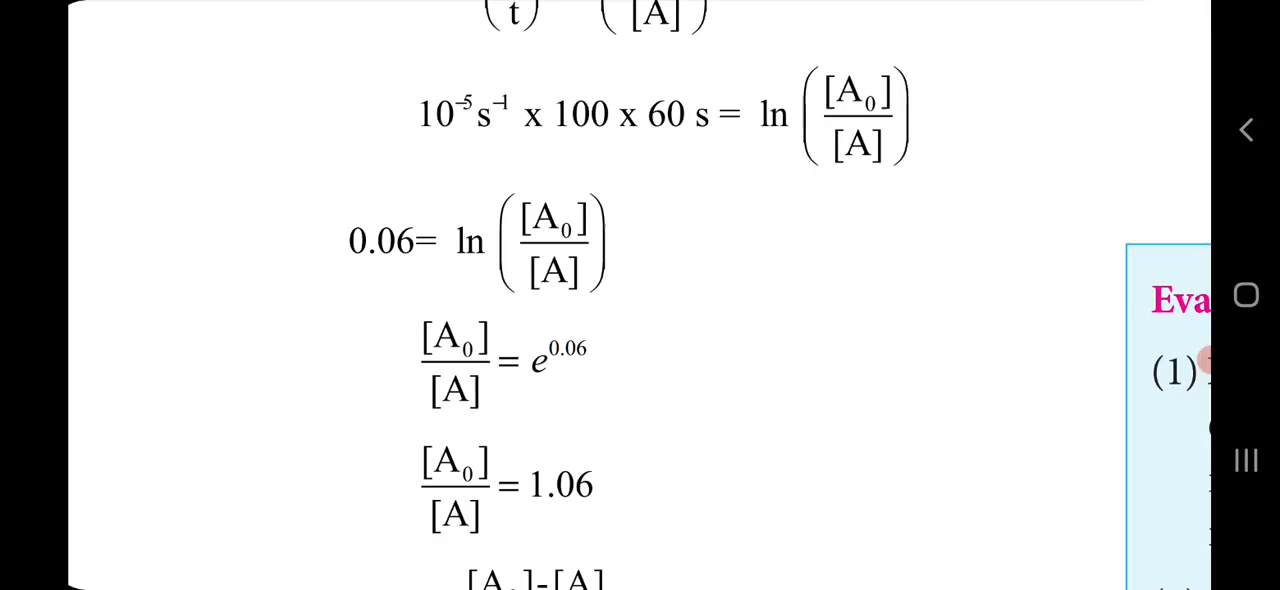 (t) ([A])
10⁻⁵ s⁻¹ x 100 x 60 s = ln ([A₀]/[A])
0.06= ln ([A₀]/[A])
[A₀]/[A] = e^0.06
[A₀]/[A] = 1.06
[A₀]-[A]
Eva
(1)